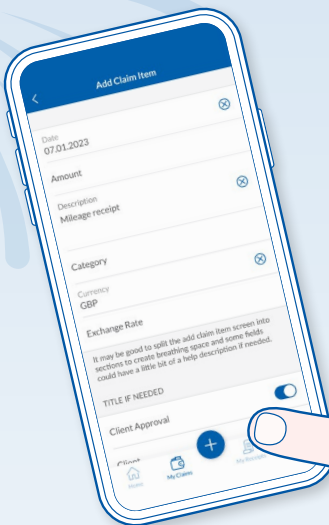 Add Claim Item
Date
07.01.2023
Amount
Description
Mileage receipt
Category
Currency
GBP
Exchange Rate
It may be good to split the add claim item screen into
sections to create breathing space and some fields
could have a little bit of a help description if needed.
TITLE IF NEEDED
Client Approval
Client
Home
My Claims
My Receipts